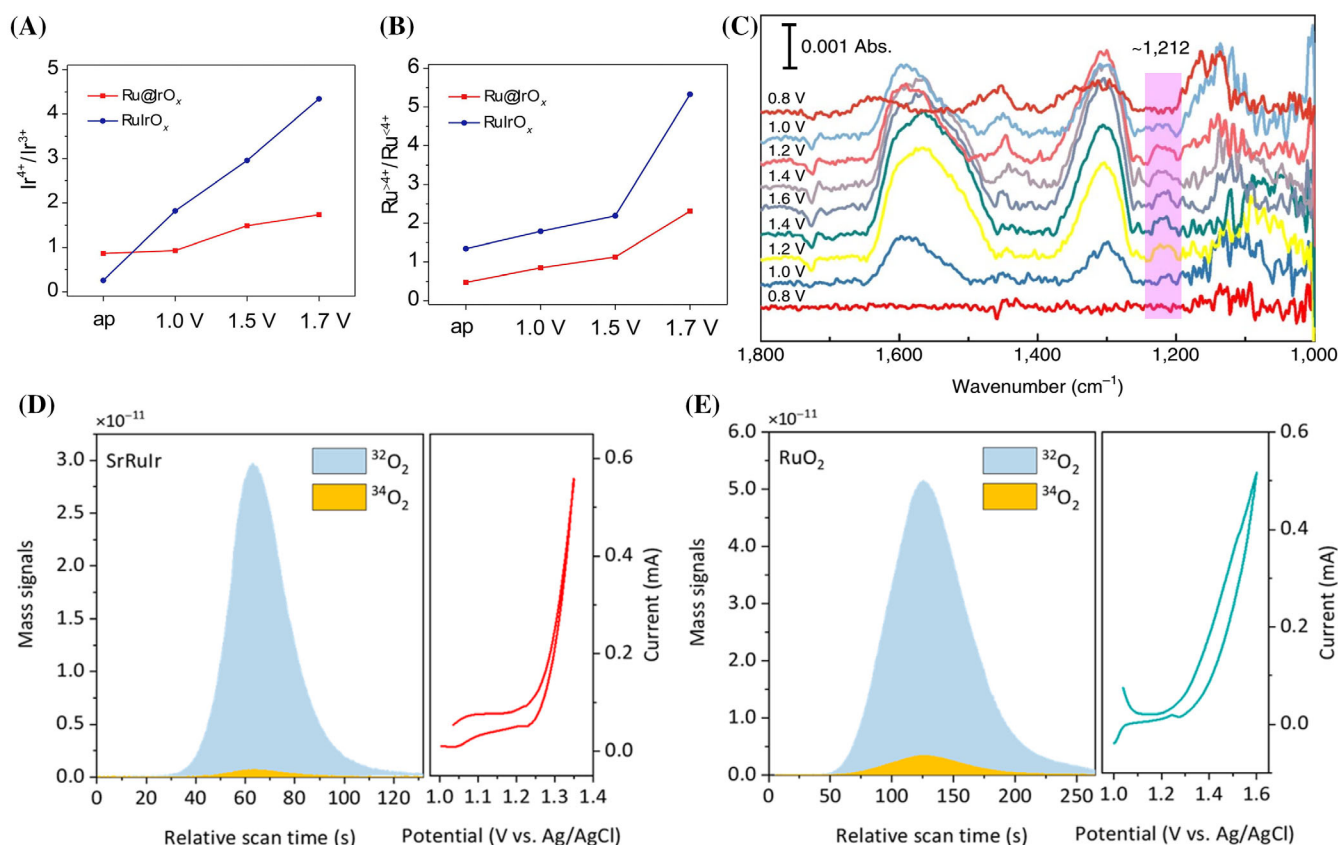 (A)
Ir⁴⁺/Ir³⁺
5
4
3
2
1
0
Ru@IrOₓ
RuIrOₓ
ap
1.0 V
1.5 V
1.7 V
(B)
Ru^>4+/Ru^<4+
6
5
4
3
2
1
0
Ru@IrOₓ
RuIrOₓ
ap
1.0 V
1.5 V
1.7 V
(C)
0.001 Abs.
~1,212
0.8 V
1.0 V
1.2 V
1.4 V
1.6 V
1.4 V
1.2 V
1.0 V
0.8 V
1,800
1,600
1,400
1,200
1,000
Wavenumber (cm⁻¹)
(D)
×10⁻¹¹
SrRuIr
³²O₂
³⁴O₂
Mass signals
3.0
2.5
2.0
1.5
1.0
0.5
0.0
0
20
40
60
80
100
120
Relative scan time (s)
0.6
0.4
0.2
0.0
Current (mA)
1.0
1.1
1.2
1.3
1.4
Potential (V vs. Ag/AgCl)
(E)
×10⁻¹¹
RuO₂
³²O₂
³⁴O₂
Mass signals
6.0
5.0
4.0
3.0
2.0
1.0
0.0
0
50
100
150
200
250
Relative scan time (s)
0.6
0.4
0.2
0.0
Current (mA)
1.0
1.2
1.4
1.6
Potential (V vs. Ag/AgCl)